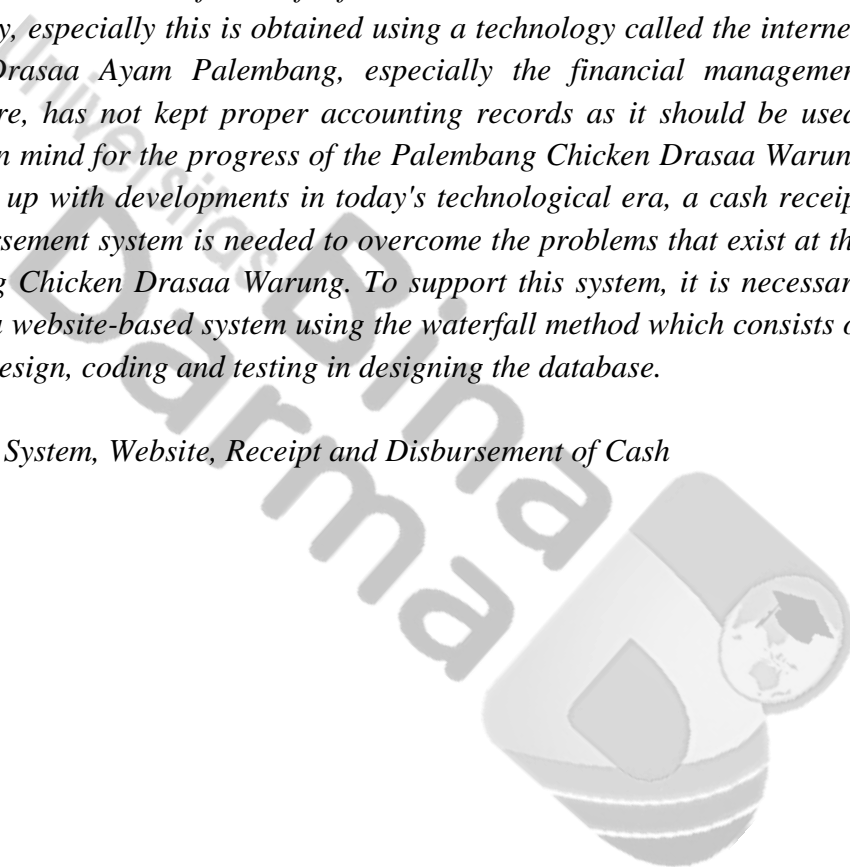 y, especially this is obtained using a technology called the interne
Drasaa Ayam Palembang, especially the financial managemen
re, has not kept proper accounting records as it should be used
n mind for the progress of the Palembang Chicken Drasaa Warun
up with developments in today's technological era, a cash receip
rsement system is needed to overcome the problems that exist at th
g Chicken Drasaa Warung. To support this system, it is necessar
a website-based system using the waterfall method which consists o
esign, coding and testing in designing the database.
System, Website, Receipt and Disbursement of Cash
Universitas
Bina
Darma